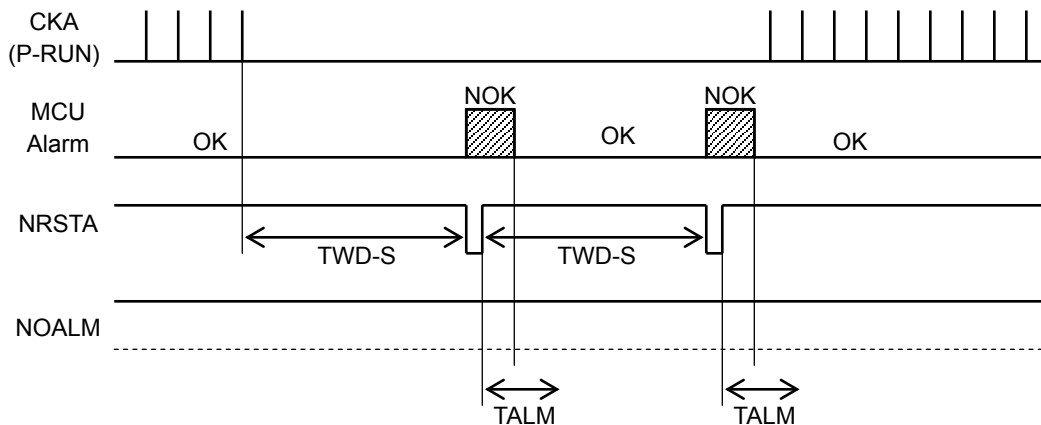 CKA
(P-RUN)
MCU
Alarm
OK
NOK
OK
NOK
OK
NRSTA
TWD-S
TWD-S
NOALM
TALM
TALM